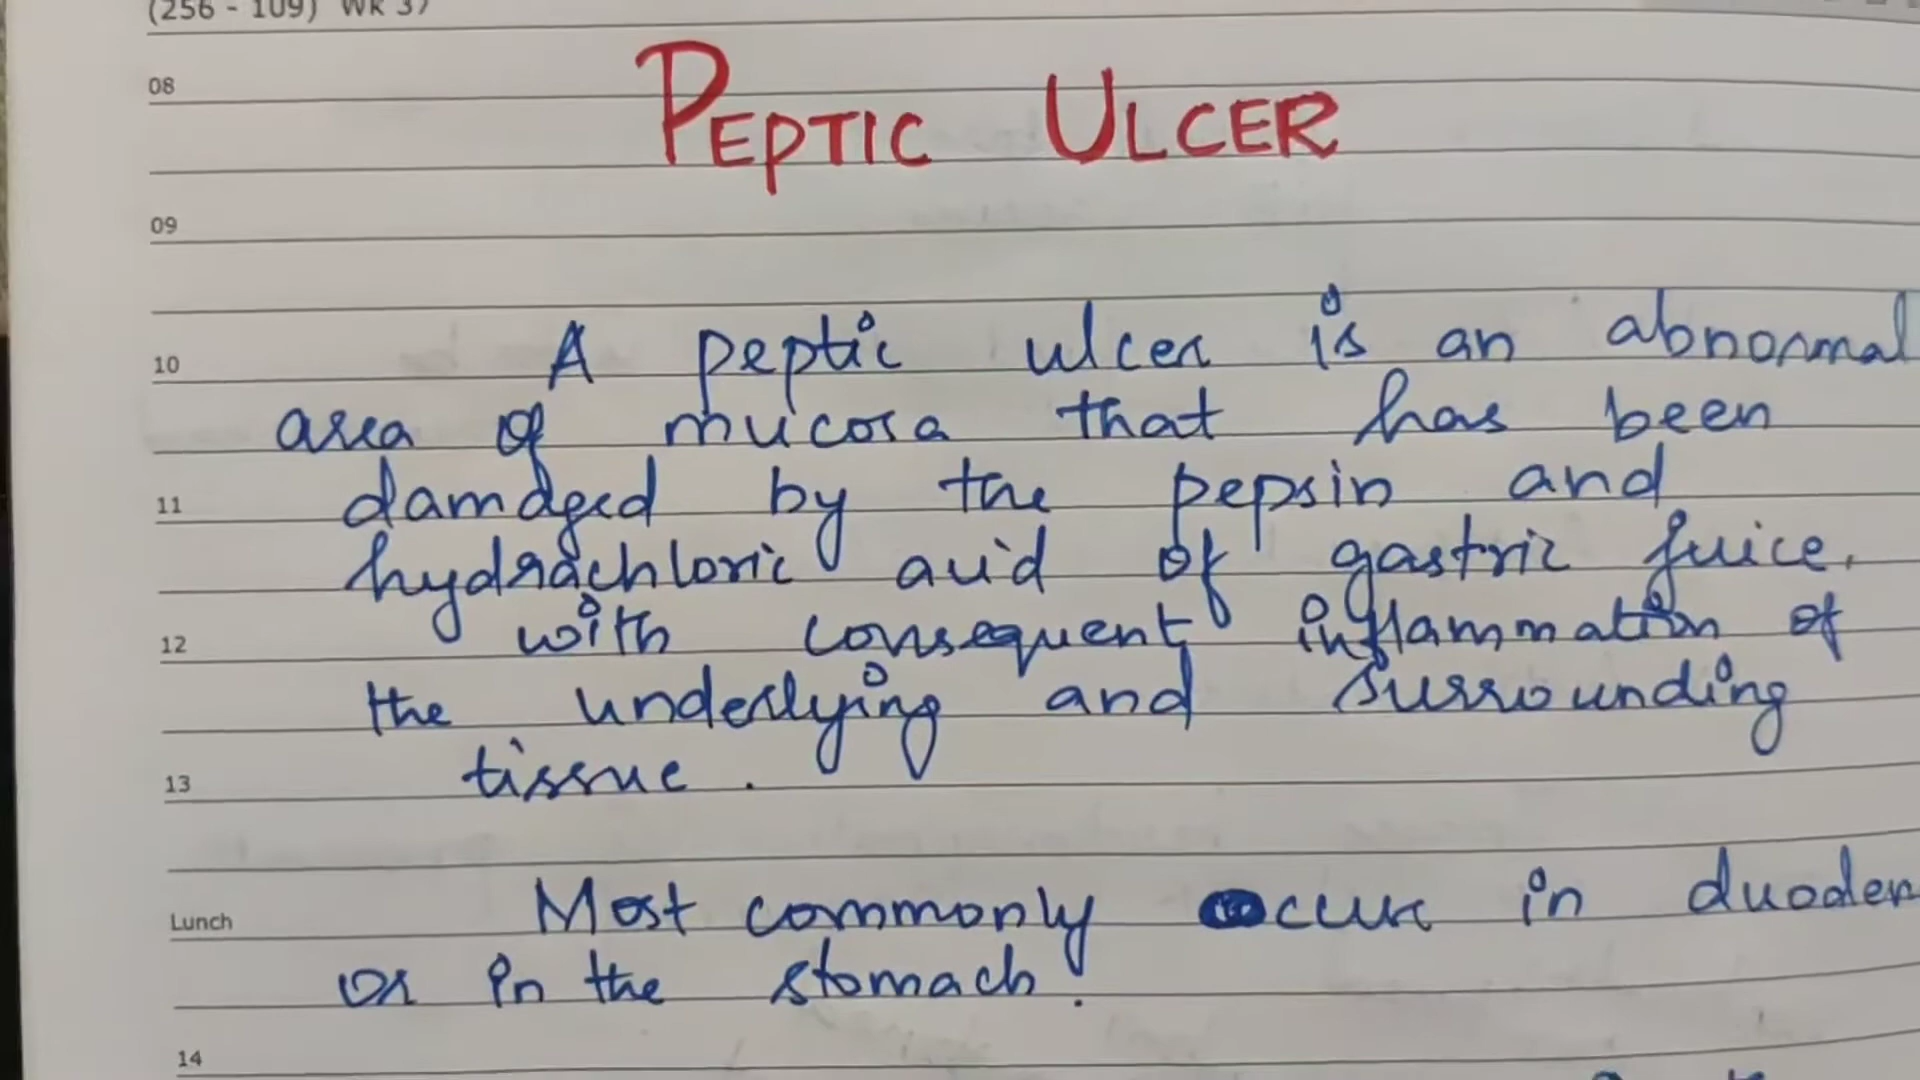 (256 - 109) WK 37
08
PEPTIC ULCER
09
A peptic ulcer is an abnormal
10
area of mucosa that has been
damaged by the pepsin and
11
hydrachloric acid of gastric juice.
with consequent inflammation of
12
the underlying and surrounding
tissue.
13
Most commonly occur in duoden
Lunch
or in the stomach.
14